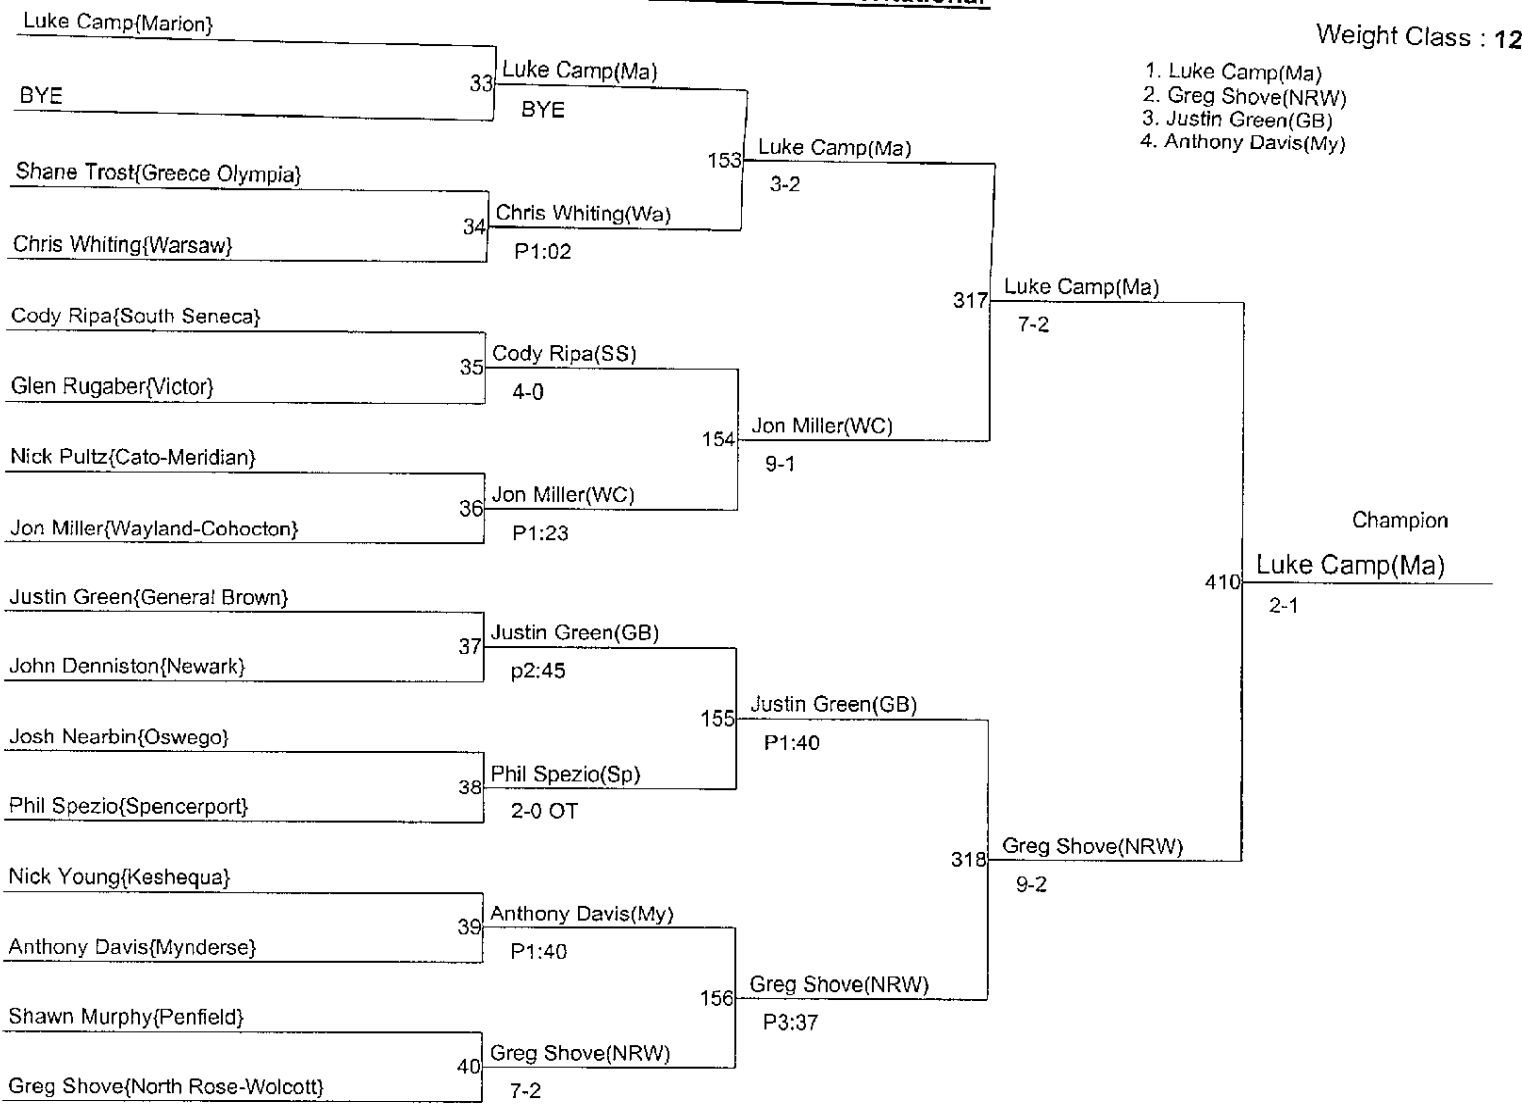 Weight Class : 12
1. Luke Camp(Ma)
2. Greg Shove(NRW)
3. Justin Green(GB)
4. Anthony Davis(My)
Luke Camp{Marion}
BYE
Shane Trost{Greece Olympia}
Chris Whiting{Warsaw}
Cody Ripa{South Seneca}
Glen Rugaber{Victor}
Nick Pultz{Cato-Meridian}
Jon Miller{Wayland-Cohocton}
Justin Green{General Brown}
John Denniston{Newark}
Josh Nearbin{Oswego}
Phil Spezio{Spencerport}
Nick Young{Keshequa}
Anthony Davis{Mynderse}
Shawn Murphy{Penfield}
Greg Shove{North Rose-Wolcott}
33 Luke Camp(Ma)
BYE
34 Chris Whiting(Wa)
P1:02
35 Cody Ripa(SS)
4-0
36 Jon Miller(WC)
P1:23
37 Justin Green(GB)
p2:45
38 Phil Spezio(Sp)
2-0 OT
39 Anthony Davis(My)
P1:40
40 Greg Shove(NRW)
7-2
153 Luke Camp(Ma)
3-2
154 Jon Miller(WC)
9-1
155 Justin Green(GB)
P1:40
156 Greg Shove(NRW)
P3:37
317 Luke Camp(Ma)
7-2
318 Greg Shove(NRW)
9-2
Champion
410 Luke Camp(Ma)
2-1